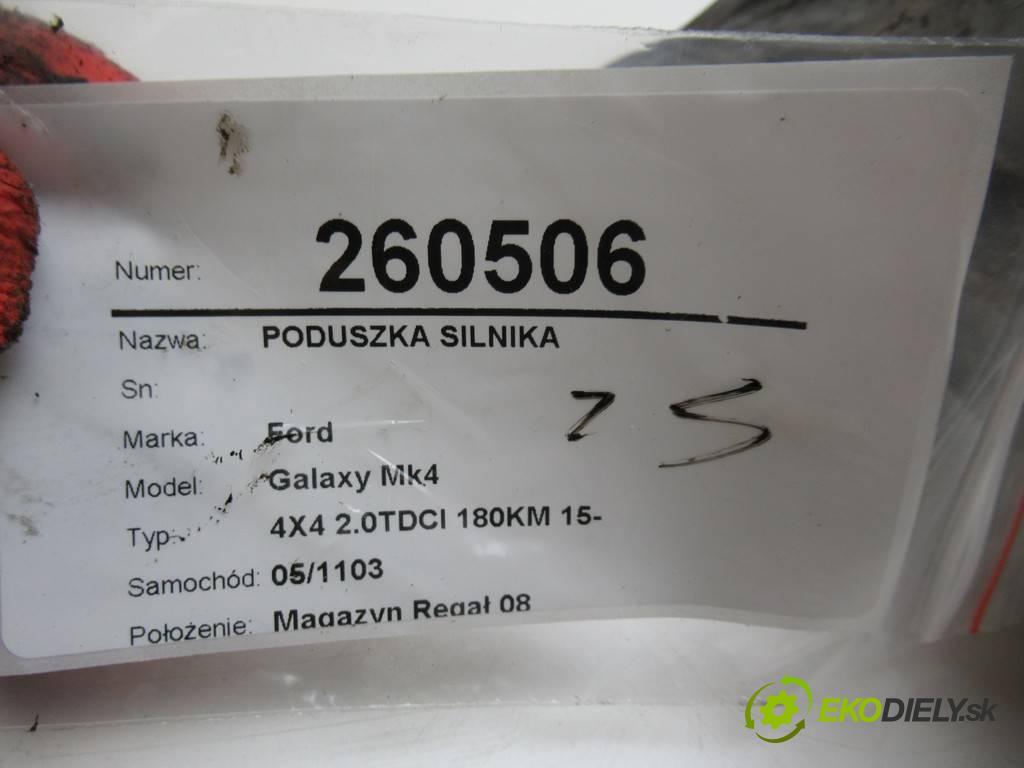 Numer: 260506
Nazwa: PODUSZKA SILNIKA
Sn:
Marka: Ford
Model: Galaxy Mk4
Typ: 4X4 2.0TDCI 180KM 15-
Samochód: 05/1103
Położenie: Magazyn Regał 08
EKODIELY.sk